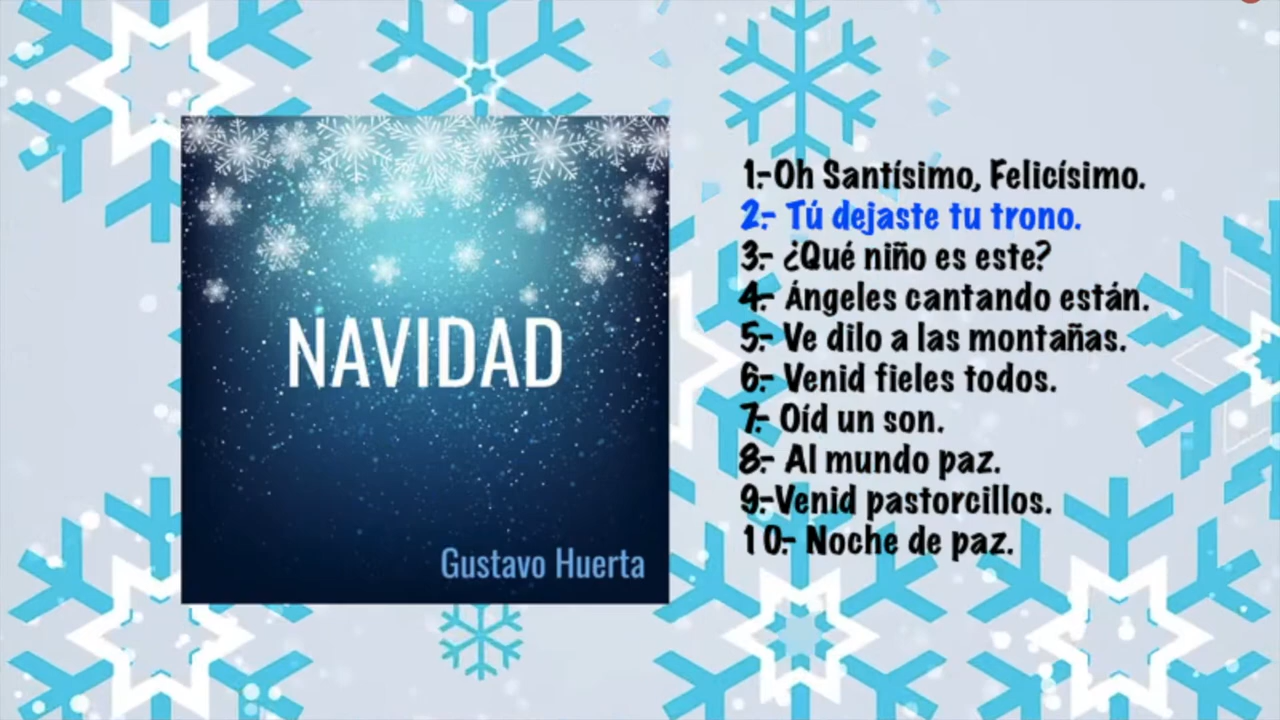 NAVIDAD
Gustavo Huerta
1.-Oh Santísimo, Felicísimo.
2.- Tú dejaste tu trono.
3.- ¿Qué niño es este?
4.- Ángeles cantando están.
5.- Ve dilo a las montañas.
6.- Venid fieles todos.
7.- Oíd un son.
8.- Al mundo paz.
9.-Venid pastorcillos.
10.- Noche de paz.